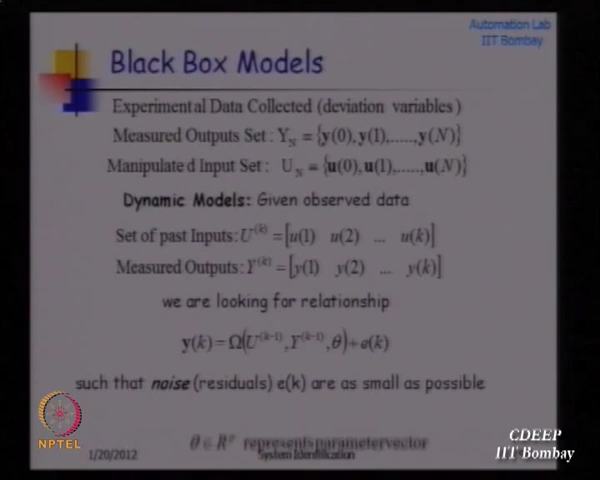 Automation Lab
IIT Bombay
Black Box Models
Experimental Data Collected (deviation variables)
Measured Outputs Set : Y_N = {y(0), y(1),.....,y(N)}
Manipulated Input Set : U_N = {u(0), u(1),.....,u(N)}
Dynamic Models: Given observed data
Set of past Inputs : U^(k) = [u(1) u(2) ... u(k)]
Measured Outputs : Y^(k) = [y(1) y(2) ... y(k)]
we are looking for relationship
y(k) = Ω(U^(k-1), Y^(k-1), θ) + e(k)
such that noise (residuals) e(k) are as small as possible
θ ∈ R^p represents parameter vector
NPTEL
1/20/2012
System Identification
CDEEP
IIT Bombay